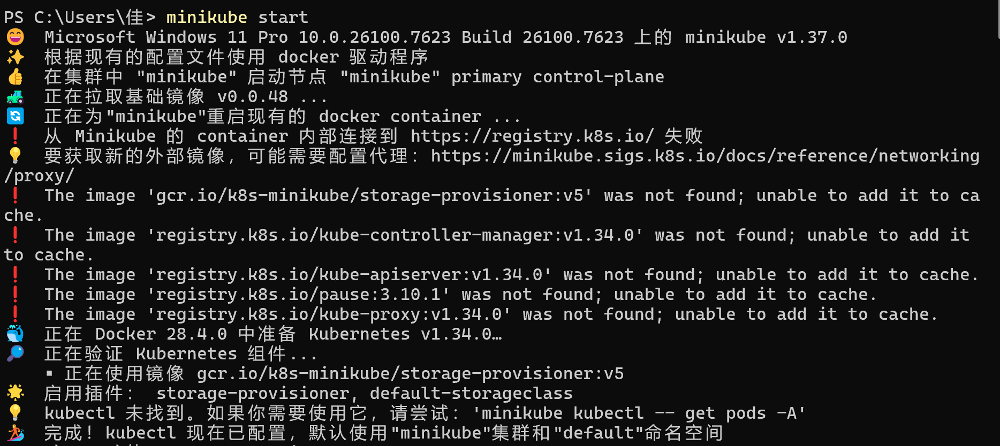 PS C:\Users\佳> minikube start
😄  Microsoft Windows 11 Pro 10.0.26100.7623 Build 26100.7623 上的 minikube v1.37.0
✨  根据现有的配置文件使用 docker 驱动程序
👍  在集群中 "minikube" 启动节点 "minikube" primary control-plane
🚜  正在拉取基础镜像 v0.0.48 ...
🔄  正在为"minikube"重启现有的 docker container ...
❗  从 Minikube 的 container 内部连接到 https://registry.k8s.io/ 失败
💡  要获取新的外部镜像，可能需要配置代理：https://minikube.sigs.k8s.io/docs/reference/networking
/proxy/
❗  The image 'gcr.io/k8s-minikube/storage-provisioner:v5' was not found; unable to add it to ca
che.
❗  The image 'registry.k8s.io/kube-controller-manager:v1.34.0' was not found; unable to add it
to cache.
❗  The image 'registry.k8s.io/kube-apiserver:v1.34.0' was not found; unable to add it to cache.
❗  The image 'registry.k8s.io/pause:3.10.1' was not found; unable to add it to cache.
❗  The image 'registry.k8s.io/kube-proxy:v1.34.0' was not found; unable to add it to cache.
🐳  正在 Docker 28.4.0 中准备 Kubernetes v1.34.0…
🔎  正在验证 Kubernetes 组件...
▪ 正在使用镜像 gcr.io/k8s-minikube/storage-provisioner:v5
🌟  启用插件： storage-provisioner, default-storageclass
💡  kubectl 未找到。如果你需要使用它，请尝试：'minikube kubectl -- get pods -A'
🏄  完成！kubectl 现在已配置，默认使用"minikube"集群和"default"命名空间